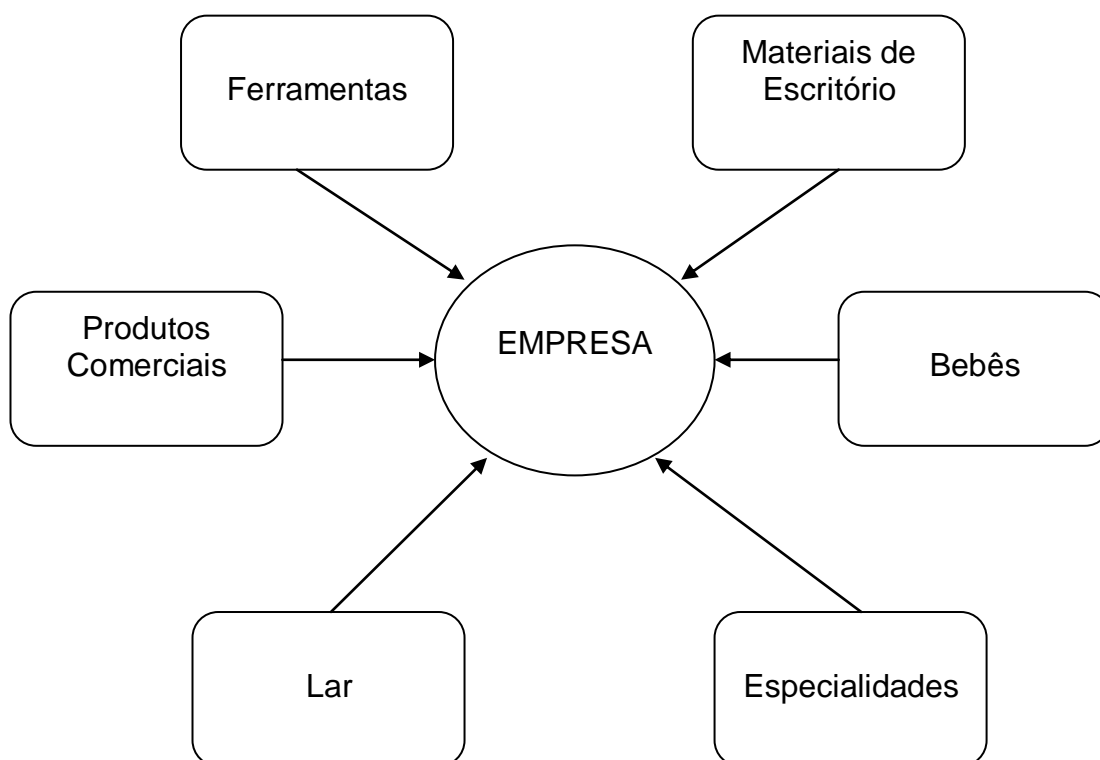 Ferramentas
Materiais de
Escritório
Produtos
Comerciais
EMPRESA
Bebês
Lar
Especialidades